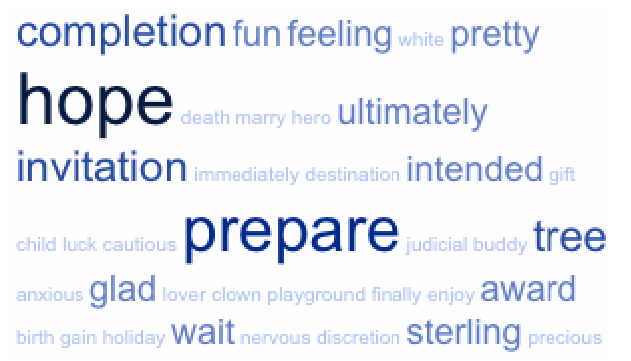 completion fun feeling white pretty
hope death marry hero ultimately
invitation immediately destination intended gift
child luck cautious prepare judicial buddy tree
anxious glad lover clown playground finally enjoy award
birth gain holiday wait nervous discretion sterling precious